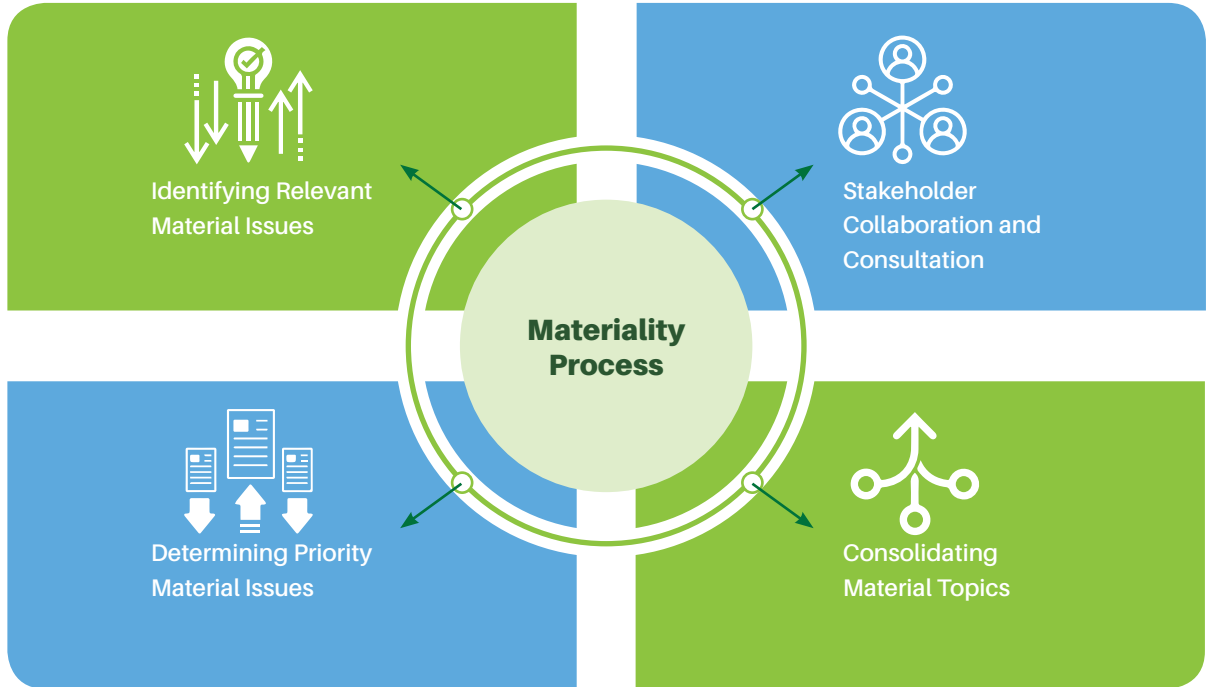 Identifying Relevant
Material Issues
Stakeholder
Collaboration and
Consultation
Materiality
Process
Determining Priority
Material Issues
Consolidating
Material Topics